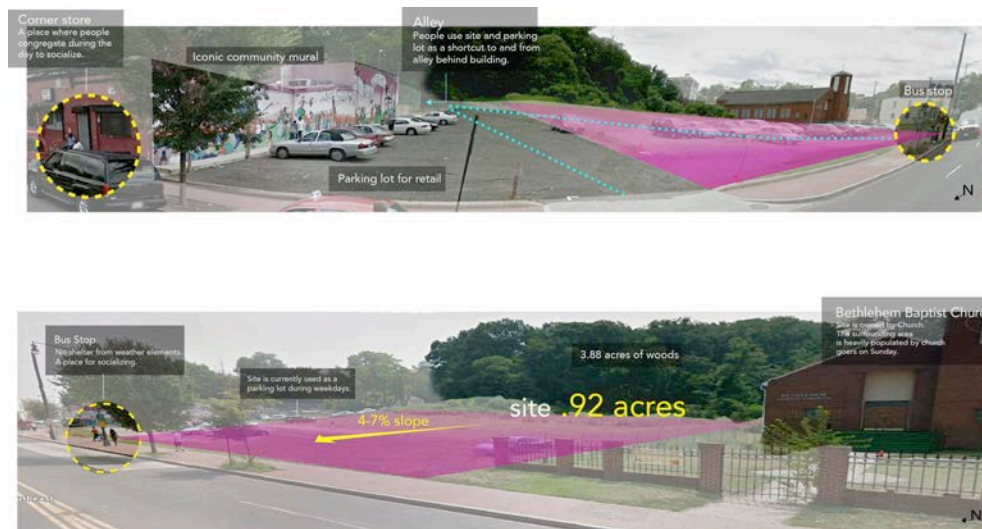 Corner store
A place where people
congregate during the
day to socialize.
Iconic community mural
Alley
People use site and parking
lot as a shortcut to and from
alley behind building.
Bus stop
Parking lot for retail
N
Bus Stop
No shelter from weather elements.
A place for socializing.
Site is currently used as a
parking lot during weekdays.
4-7% slope
3.88 acres of woods
site .92 acres
Bethlehem Baptist Churc
Site is owned by Church.
The surrounding area
is heavily populated by church
goers on Sunday.
N